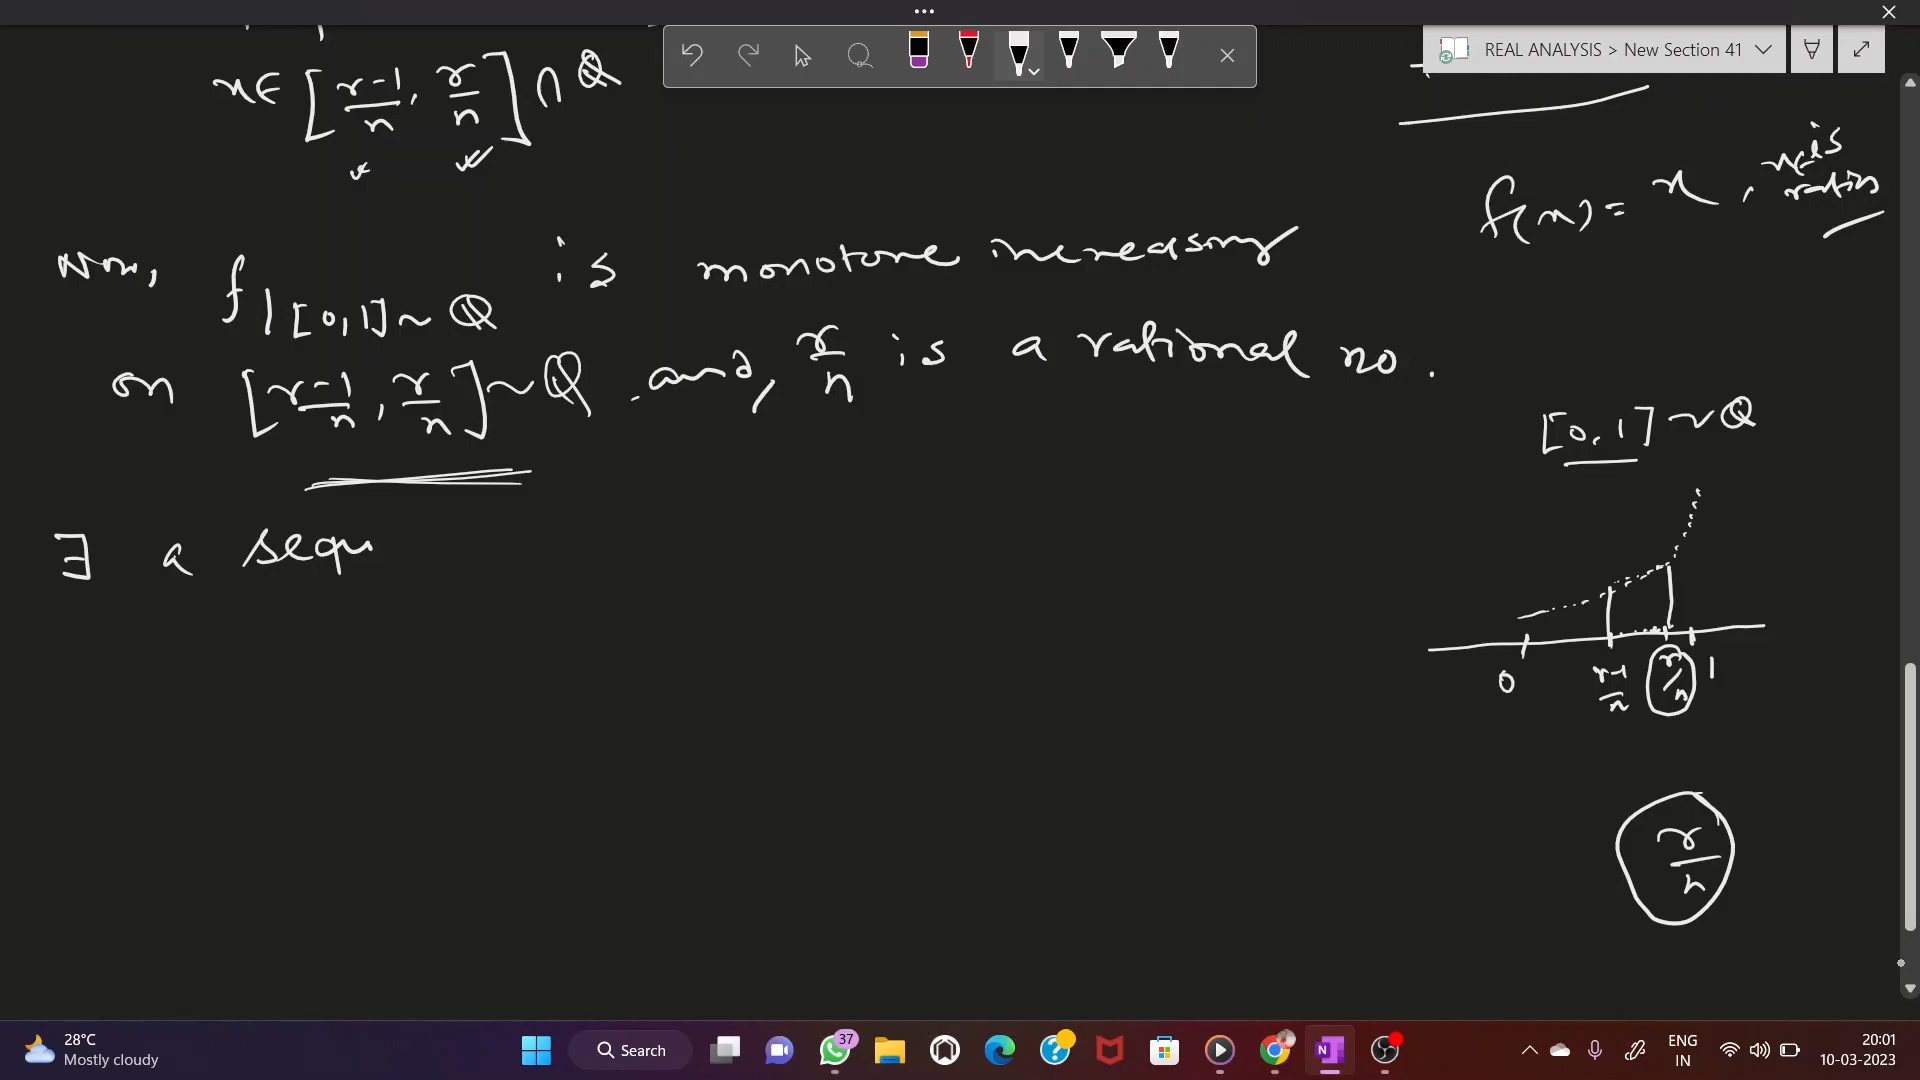 REAL ANALYSIS > New Section 41
x∈ [r-1/n, r/n] ∩ ℚ
f(x) = x, x is
Now, f|[0,1]~ℚ is monotone increasing
on [r-1/n, r/n]~ℚ and, r/n is a rational no.
[0,1]~ℚ
∃ a sequ
0 r-1/n r/n 1
r/n
28°C
Mostly cloudy
Search
37
ENG
IN
20:01
10-03-2023